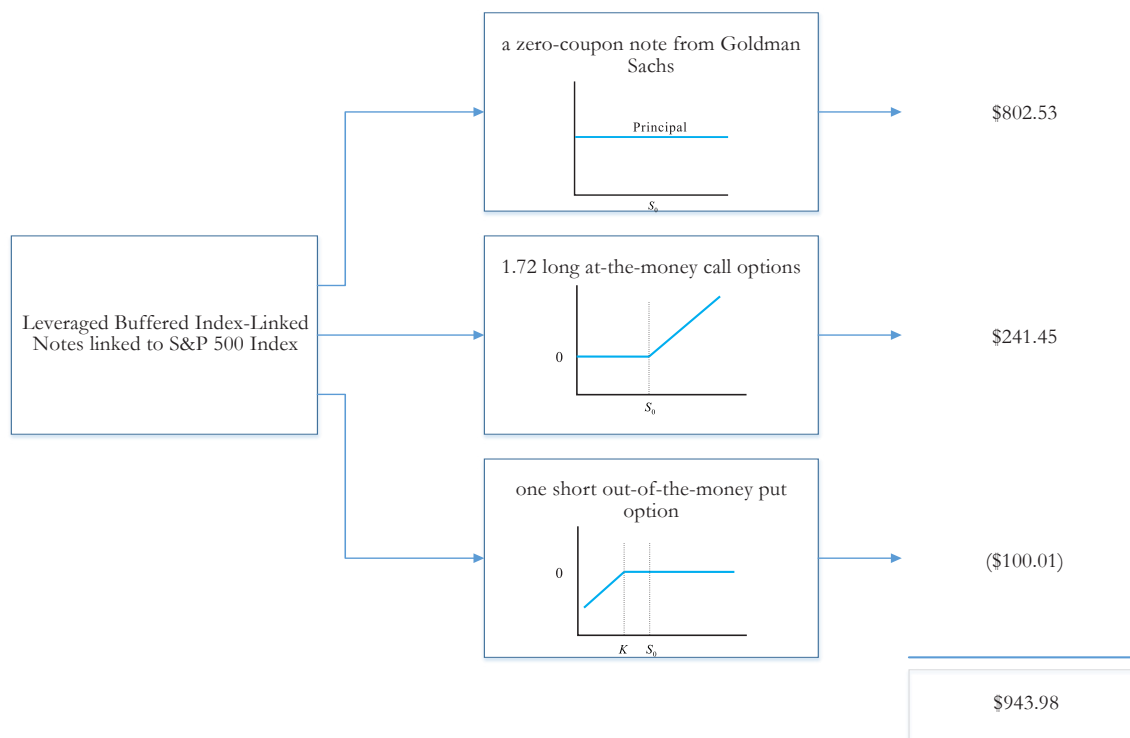 a zero-coupon note from Goldman
Sachs
Principal
S₀
$802.53
Leveraged Buffered Index-Linked
Notes linked to S&P 500 Index
1.72 long at-the-money call options
0
S₀
$241.45
one short out-of-the-money put
option
0
K S₀
($100.01)
$943.98